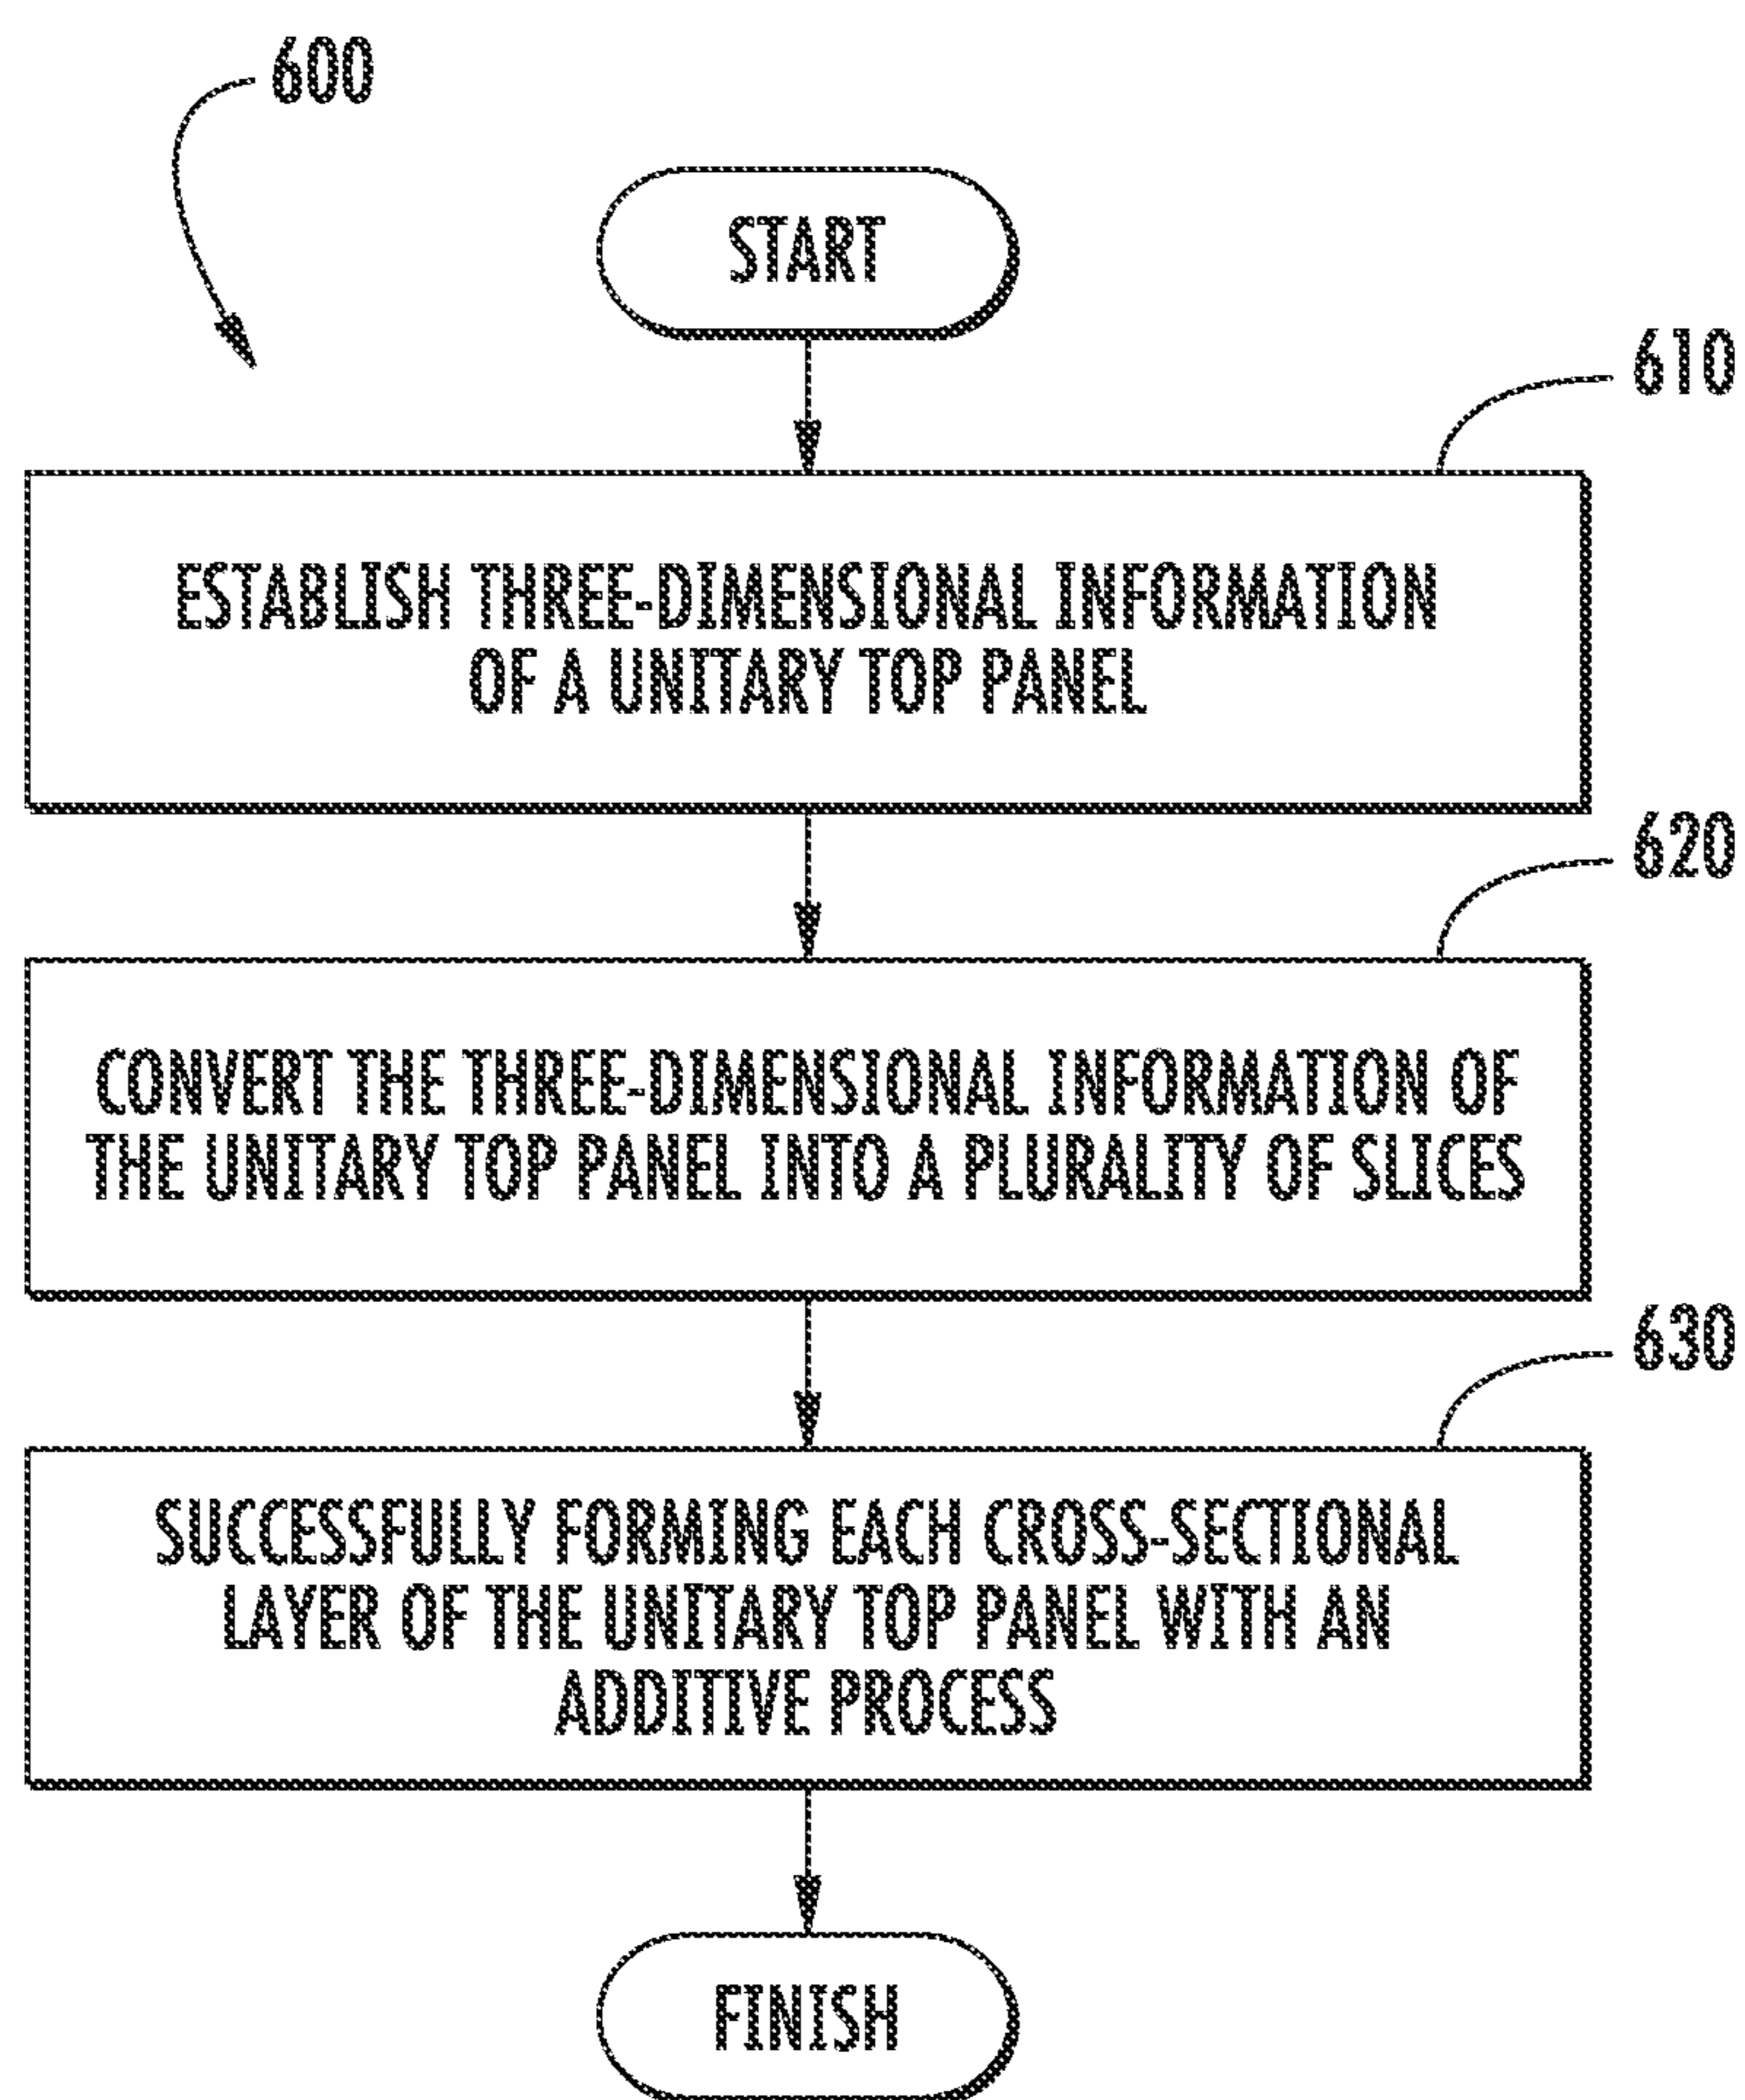 600
START
610
ESTABLISH THREE-DIMENSIONAL INFORMATION
OF A UNITARY TOP PANEL
620
CONVERT THE THREE-DIMENSIONAL INFORMATION OF
THE UNITARY TOP PANEL INTO A PLURALITY OF SLICES
630
SUCCESSFULLY FORMING EACH CROSS-SECTIONAL
LAYER OF THE UNITARY TOP PANEL WITH AN
ADDITIVE PROCESS
FINISH